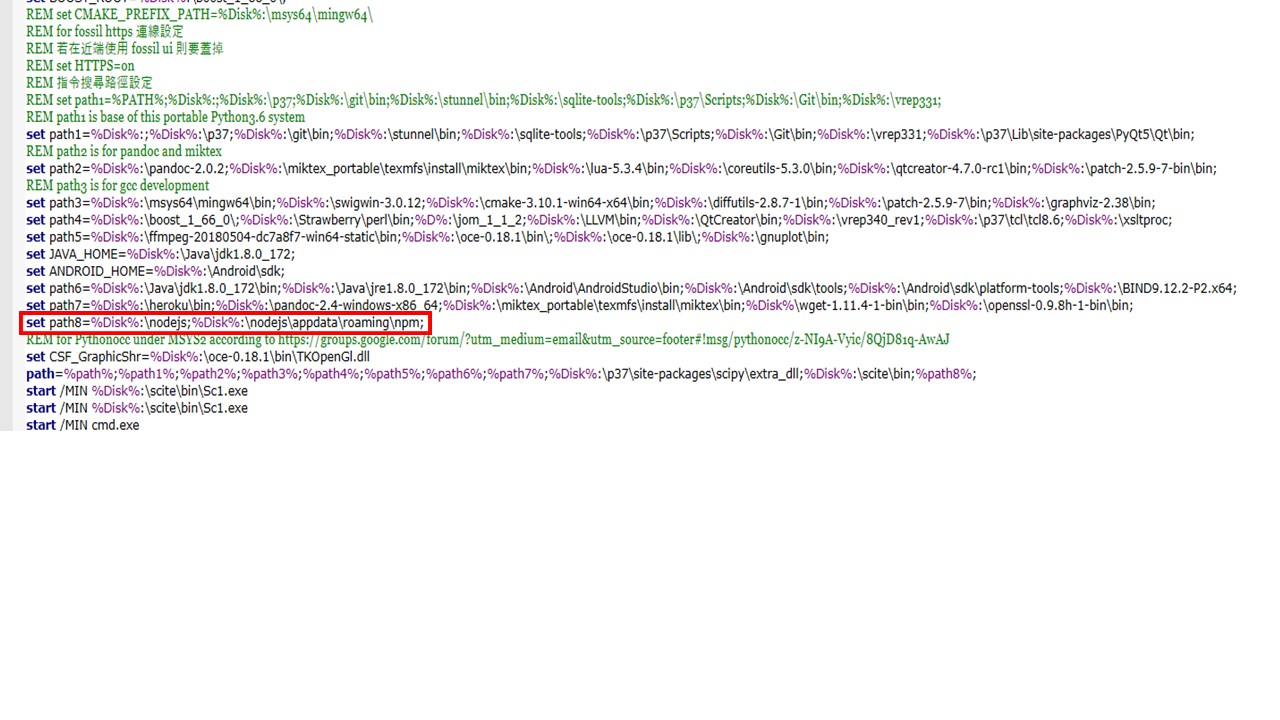 set BOOST_ROOT=%Disk%:\boost_1_66_0\)
REM set CMAKE_PREFIX_PATH=%Disk%:\msys64\mingw64\
REM for fossil https 連線設定
REM 若在近端使用 fossil ui 則要蓋掉
REM set HTTPS=on
REM 指令搜尋路徑設定
REM set path1=%PATH%;%Disk%:;%Disk%:\p37;%Disk%:\git\bin;%Disk%:\stunnel\bin;%Disk%:\sqlite-tools;%Disk%:\p37\Scripts;%Disk%:\Git\bin;%Disk%:\vrep331;
REM path1 is base of this portable Python3.6 system
set path1=%Disk%:;%Disk%:\p37;%Disk%:\git\bin;%Disk%:\stunnel\bin;%Disk%:\sqlite-tools;%Disk%:\p37\Scripts;%Disk%:\Git\bin;%Disk%:\vrep331;%Disk%:\p37\Lib\site-packages\PyQt5\Qt\bin;
REM path2 is for pandoc and miktex
set path2=%Disk%:\pandoc-2.0.2;%Disk%:\miktex_portable\texmfs\install\miktex\bin;%Disk%:\lua-5.3.4\bin;%Disk%:\coreutils-5.3.0\bin;%Disk%:\qtcreator-4.7.0-rc1\bin;%Disk%:\patch-2.5.9-7-bin\bin;
REM path3 is for gcc development
set path3=%Disk%:\msys64\mingw64\bin;%Disk%:\swigwin-3.0.12;%Disk%:\cmake-3.10.1-win64-x64\bin;%Disk%:\diffutils-2.8.7-1\bin;%Disk%:\patch-2.5.9-7\bin;%Disk%:\graphviz-2.38\bin;
set path4=%Disk%:\boost_1_66_0\;%Disk%:\Strawberry\perl\bin;%D%:\jom_1_1_2;%Disk%:\LLVM\bin;%Disk%:\QtCreator\bin;%Disk%:\vrep340_rev1;%Disk%:\p37\tcl\tcl8.6;%Disk%:\xsltproc;
set path5=%Disk%:\ffmpeg-20180504-dc7a8f7-win64-static\bin;%Disk%:\oce-0.18.1\bin\;%Disk%:\oce-0.18.1\lib\;%Disk%:\gnuplot\bin;
set JAVA_HOME=%Disk%:\Java\jdk1.8.0_172;
set ANDROID_HOME=%Disk%:\Android\sdk;
set path6=%Disk%:\Java\jdk1.8.0_172\bin;%Disk%:\Java\jre1.8.0_172\bin;%Disk%:\Android\AndroidStudio\bin;%Disk%:\Android\sdk\tools;%Disk%:\Android\sdk\platform-tools;%Disk%:\BIND9.12.2-P2.x64;
set path7=%Disk%:\heroku\bin;%Disk%:\pandoc-2.4-windows-x86_64;%Disk%:\miktex_portable\texmfs\install\miktex\bin;%Disk%\wget-1.11.4-1-bin\bin;%Disk%:\openssl-0.9.8h-1-bin\bin;
set path8=%Disk%:\nodejs;%Disk%:\nodejs\appdata\roaming\npm;
REM for Pythonocc under MSYS2 according to https://groups.google.com/forum/?utm_medium=email&utm_source=footer#!msg/pythonocc/z-NI9A-Vyic/8QjD81q-AwAJ
set CSF_GraphicShr=%Disk%:\oce-0.18.1\bin\TKOpenGl.dll
path=%path%;%path1%;%path2%;%path3%;%path4%;%path5%;%path6%;%path7%;%Disk%:\p37\site-packages\scipy\extra_dll;%Disk%:\scite\bin;%path8%;
start /MIN %Disk%:\scite\bin\Sc1.exe
start /MIN %Disk%:\scite\bin\Sc1.exe
start /MIN cmd.exe